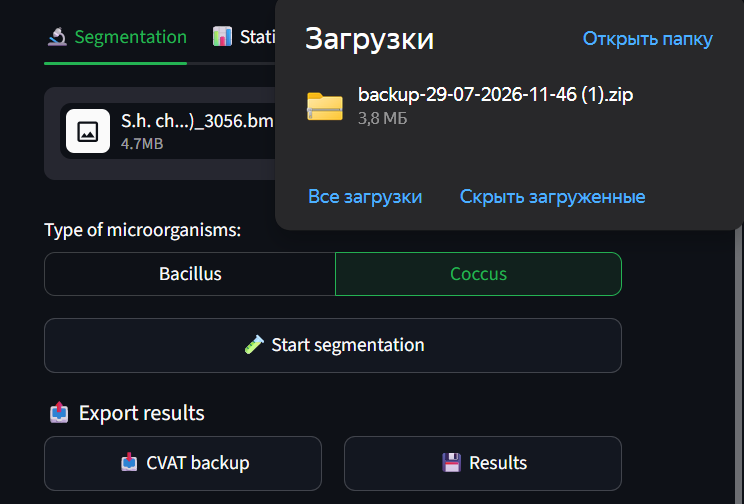 Segmentation
Stati
Загрузки
Открыть папку
backup-29-07-2026-11-46 (1).zip
3,8 МБ
Все загрузки
Скрыть загруженные
S.h. ch...)_3056.bm
4.7MB
Type of microorganisms:
Bacillus
Coccus
Start segmentation
Export results
CVAT backup
Results